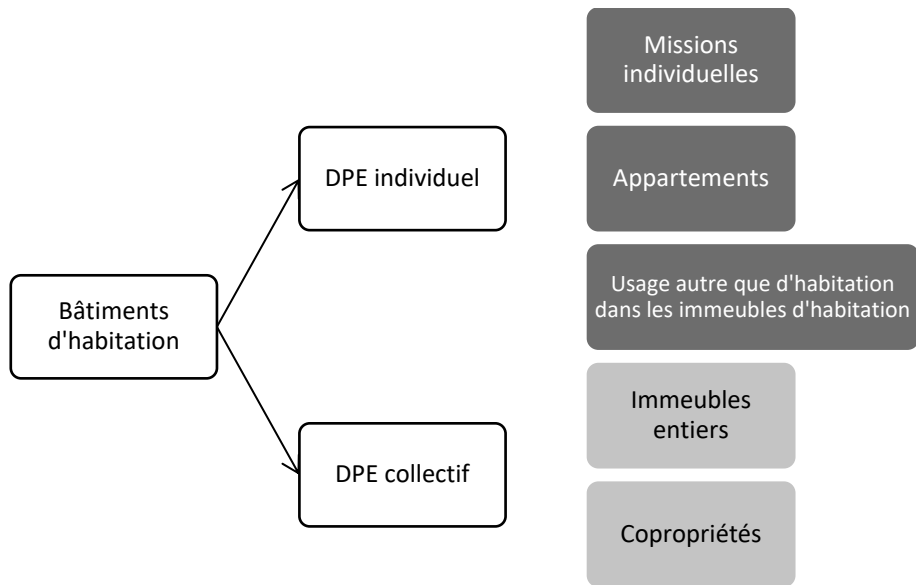 Missions
individuelles
DPE individuel
Appartements
Usage autre que d'habitation
dans les immeubles d'habitation
Bâtiments
d'habitation
Immeubles
entiers
DPE collectif
Copropriétés